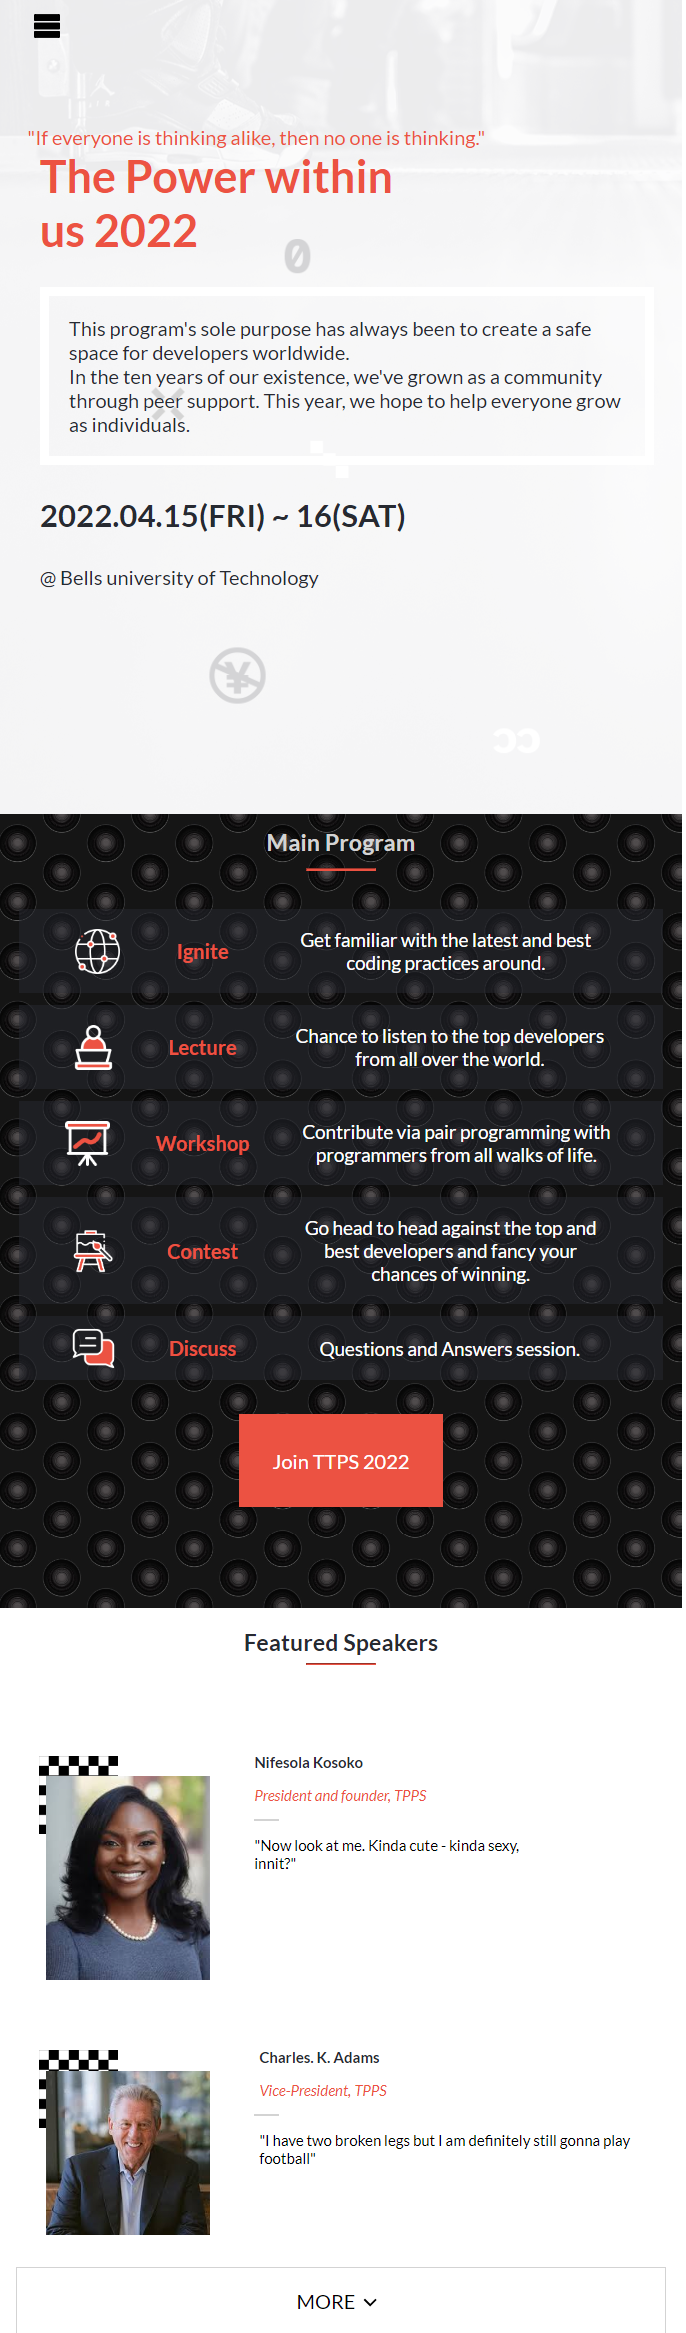 "If everyone is thinking alike, then no one is thinking."
The Power within
us 2022
This program's sole purpose has always been to create a safe
space for developers worldwide.
In the ten years of our existence, we've grown as a community
through peer support. This year, we hope to help everyone grow
as individuals.
2022.04.15(FRI) ~ 16(SAT)
@ Bells university of Technology
Main Program
Ignite
Get familiar with the latest and best
coding practices around.
Lecture
Chance to listen to the top developers
from all over the world.
Workshop
Contribute via pair programming with
programmers from all walks of life.
Contest
Go head to head against the top and
best developers and fancy your
chances of winning.
Discuss
Questions and Answers session.
Join TTPS 2022
Featured Speakers
Nifesola Kosoko
President and founder, TPPS
"Now look at me. Kinda cute - kinda sexy,
innit?"
Charles. K. Adams
Vice-President, TPPS
"I have two broken legs but I am definitely still gonna play
football"
MORE